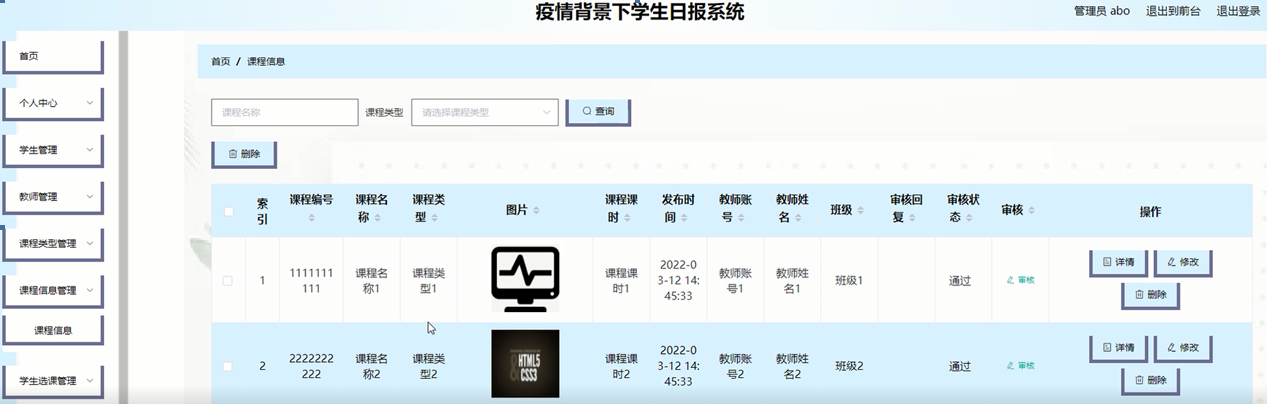 疫情背景下学生日报系统
管理员 abo 退出到前台 退出登录
首页
个人中心
学生管理
教师管理
课程类型管理
课程信息管理
课程信息
学生选课管理
首页 / 课程信息
课程名称 课程类型 请选择课程类型 查询
删除
索引 课程编号 课程名称 课程类型 图片 课程课时 发布时间 教师账号 教师姓名 班级 审核回复 审核状态 审核 操作
1 1111111111 课程名称1 课程类型1 课程课时1 2022-03-12 14:45:33 教师账号1 教师姓名1 班级1 通过 审核 详情 修改
删除
2 2222222222 课程名称2 课程类型2 HTML5 & CSS3 课程课时2 2022-03-12 14:45:33 教师账号2 教师姓名2 班级2 通过 审核 详情 修改
删除